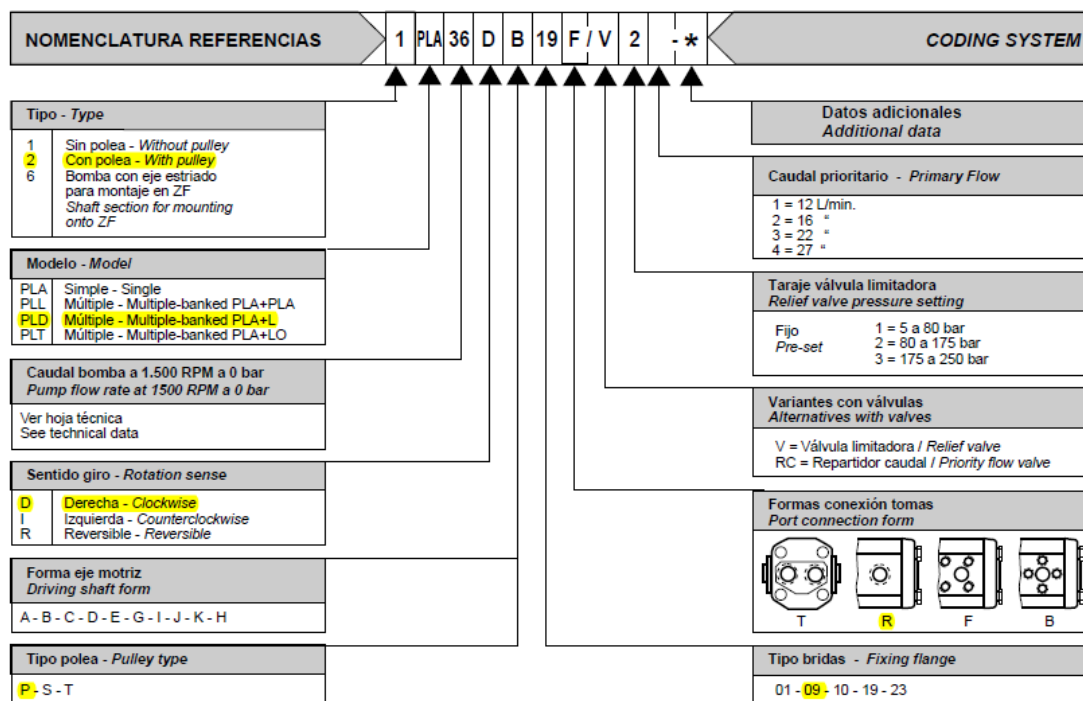 NOMENCLATURA REFERENCIAS
1 PLA 36 D B 19 F / V 2 - *
CODING SYSTEM
Tipo - Type
1 Sin polea - Without pulley
2 Con polea - With pulley
6 Bomba con eje estriado
para montaje en ZF
Shaft section for mounting
onto ZF
Modelo - Model
PLA Simple - Single
PLL Múltiple - Multiple-banked PLA+PLA
PLD Múltiple - Multiple-banked PLA+L
PLT Múltiple - Multiple-banked PLA+LO
Caudal bomba a 1.500 RPM a 0 bar
Pump flow rate at 1500 RPM a 0 bar
Ver hoja técnica
See technical data
Sentido giro - Rotation sense
D Derecha - Clockwise
I Izquierda - Counterclockwise
R Reversible - Reversible
Forma eje motriz
Driving shaft form
A - B - C - D - E - G - I - J - K - H
Tipo polea - Pulley type
P - S - T
Datos adicionales
Additional data
Caudal prioritario - Primary Flow
1 = 12 L/min.
2 = 16 "
3 = 22 "
4 = 27 "
Taraje válvula limitadora
Relief valve pressure setting
Fijo 1 = 5 a 80 bar
Pre-set 2 = 80 a 175 bar
3 = 175 a 250 bar
Variantes con válvulas
Alternatives with valves
V = Válvula limitadora / Relief valve
RC = Repartidor caudal / Priority flow valve
Formas conexión tomas
Port connection form
T R F B
Tipo bridas - Fixing flange
01 - 09 - 10 - 19 - 23